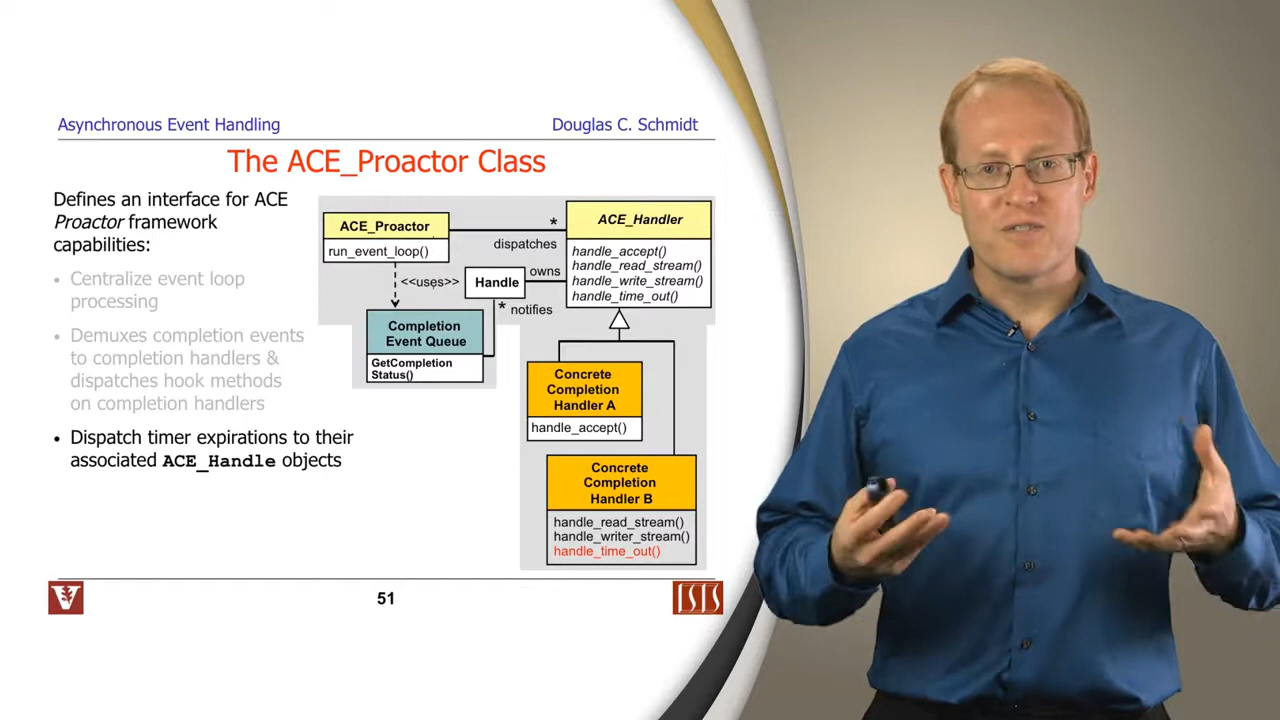 Asynchronous Event Handling
Douglas C. Schmidt
The ACE_Proactor Class
Defines an interface for ACE
Proactor framework
capabilities:
• Centralize event loop
processing
• Demuxes completion events
to completion handlers &
dispatches hook methods
on completion handlers
• Dispatch timer expirations to their
associated ACE_Handle objects
ACE_Proactor
run_event_loop()
*
dispatches
ACE_Handler
handle_accept()
handle_read_stream()
handle_write_stream()
handle_time_out()
<<uses>>
Handle
owns
* notifies
Completion
Event Queue
GetCompletion
Status()
Concrete
Completion
Handler A
handle_accept()
Concrete
Completion
Handler B
handle_read_stream()
handle_writer_stream()
handle_time_out()
V
51
ISIS